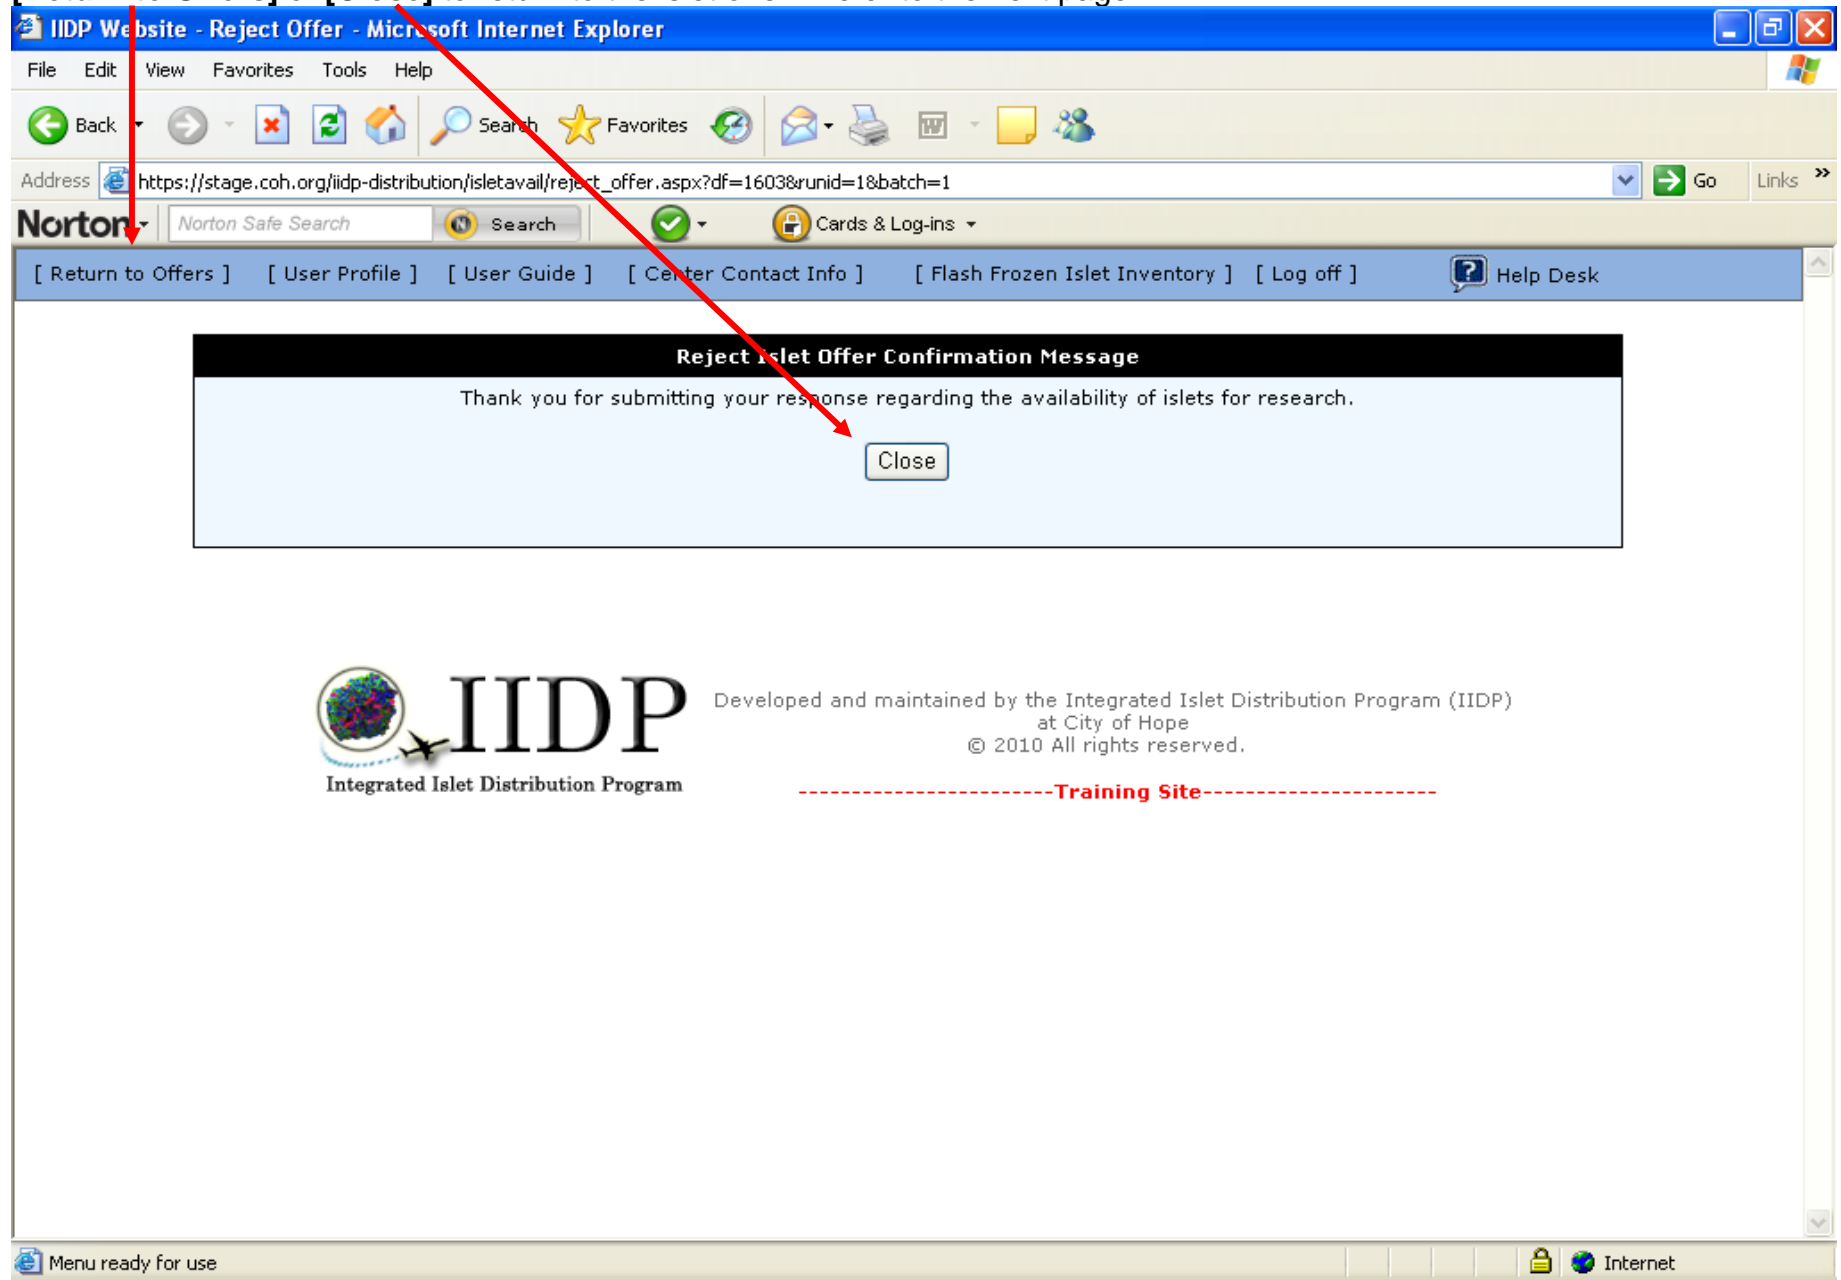 IIDP Website - Reject Offer - Microsoft Internet Explorer
File Edit View Favorites Tools Help
Back Search Favorites
Address https://stage.coh.org/iidp-distribution/isletavail/reject_offer.aspx?df=1603&runid=1&batch=1 Go Links »
Norton Norton Safe Search Search Cards & Log-ins
[ Return to Offers ] [ User Profile ] [ User Guide ] [ Center Contact Info ] [ Flash Frozen Islet Inventory ] [ Log off ] Help Desk
Reject Islet Offer Confirmation Message
Thank you for submitting your response regarding the availability of islets for research.
Close
IIDP
Integrated Islet Distribution Program
Developed and maintained by the Integrated Islet Distribution Program (IIDP)
at City of Hope
© 2010 All rights reserved.
------------------------Training Site----------------------
Menu ready for use Internet